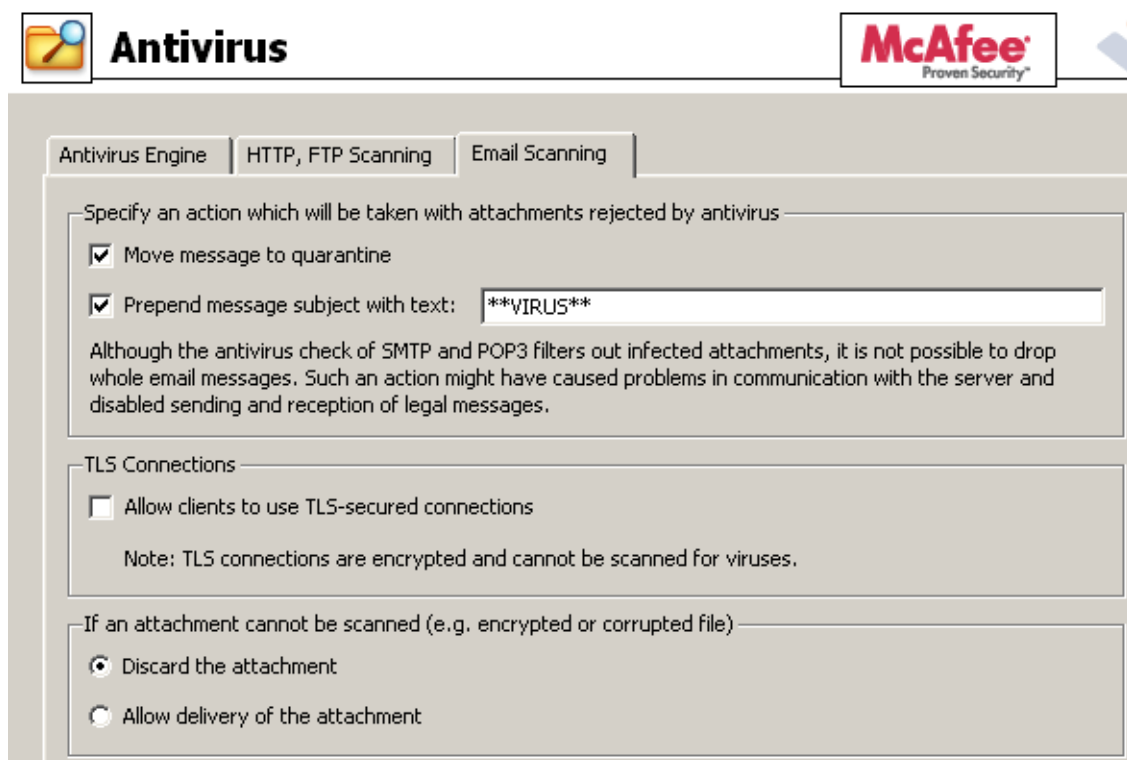 Antivirus
McAfee
Proven Security™
Antivirus Engine
HTTP, FTP Scanning
Email Scanning
Specify an action which will be taken with attachments rejected by antivirus
Move message to quarantine
Prepend message subject with text:
**VIRUS**
Although the antivirus check of SMTP and POP3 filters out infected attachments, it is not possible to drop
whole email messages. Such an action might have caused problems in communication with the server and
disabled sending and reception of legal messages.
TLS Connections
Allow clients to use TLS-secured connections
Note: TLS connections are encrypted and cannot be scanned for viruses.
If an attachment cannot be scanned (e.g. encrypted or corrupted file)
Discard the attachment
Allow delivery of the attachment